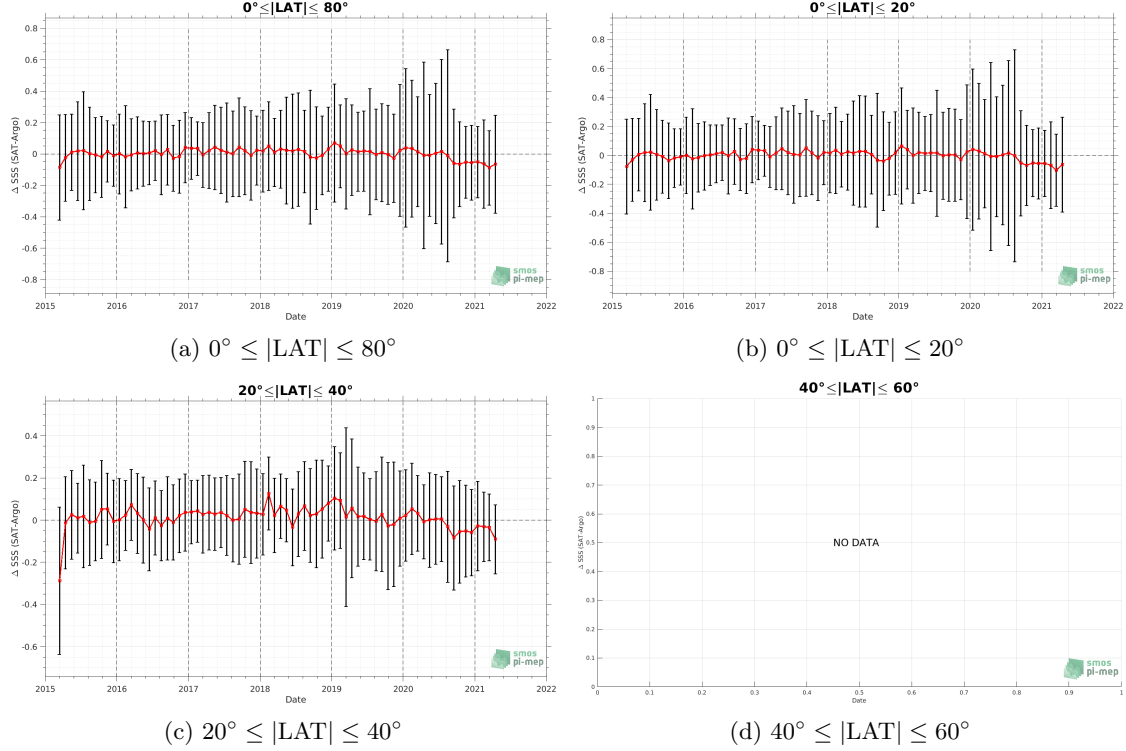 0°≤|LAT|≤ 80°
Δ SSS (SAT-Argo)
0.8
0.6
0.4
0.2
0
-0.2
-0.4
-0.6
-0.8
2015 2016 2017 2018 2019 2020 2021 2022
Date
smos
pi-mep
(a) 0° ≤ |LAT| ≤ 80°
0°≤|LAT|≤ 20°
Δ SSS (SAT-Argo)
0.8
0.6
0.4
0.2
0
-0.2
-0.4
-0.6
-0.8
2015 2016 2017 2018 2019 2020 2021 2022
Date
smos
pi-mep
(b) 0° ≤ |LAT| ≤ 20°
20°≤|LAT|≤ 40°
Δ SSS (SAT-Argo)
0.4
0.2
0
-0.2
-0.4
-0.6
2015 2016 2017 2018 2019 2020 2021 2022
Date
smos
pi-mep
(c) 20° ≤ |LAT| ≤ 40°
40°≤|LAT|≤ 60°
Δ SSS (SAT-Argo)
1
0.9
0.8
0.7
0.6
0.5
0.4
0.3
0.2
0.1
0
NO DATA
0 0.1 0.2 0.3 0.4 0.5 0.6 0.7 0.8 0.9 1
Date
smos
pi-mep
(d) 40° ≤ |LAT| ≤ 60°